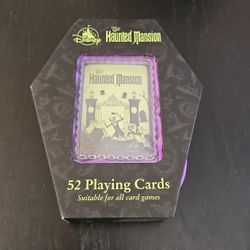 Disney
The
Haunted Mansion
The
Haunted Mansion
52 Playing Cards
Suitable for all card games